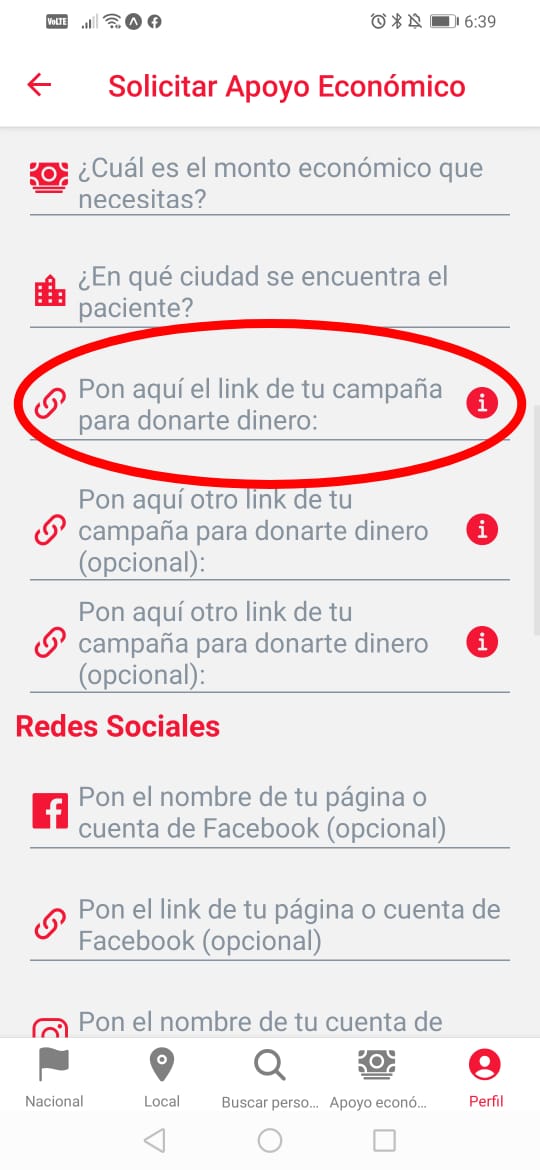 VoLTE 6:39
Solicitar Apoyo Económico
¿Cuál es el monto económico que
necesitas?
¿En qué ciudad se encuentra el
paciente?
Pon aquí el link de tu campaña
para donarte dinero:
Pon aquí otro link de tu
campaña para donarte dinero
(opcional):
Pon aquí otro link de tu
campaña para donarte dinero
(opcional):
Redes Sociales
Pon el nombre de tu página o
cuenta de Facebook (opcional)
Pon el link de tu página o cuenta de
Facebook (opcional)
Pon el nombre de tu cuenta de
Nacional Local Buscar perso... Apoyo econó... Perfil